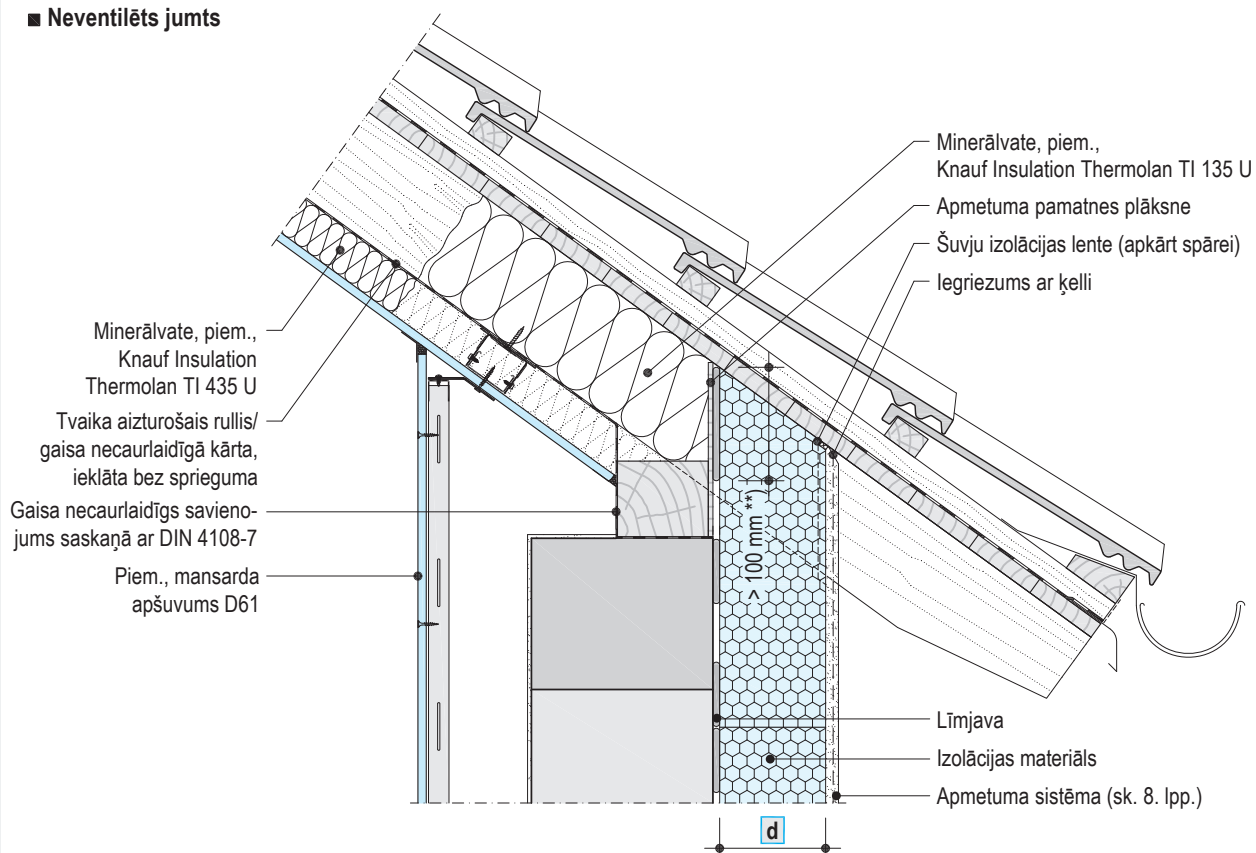 ■ Neventilēts jumts
Minerālvate, piem.,
Knauf Insulation Thermolan TI 135 U
Apmetuma pamatnes plāksne
Šuvju izolācijas lente (apkārt spārei)
Iegriezums ar ķelli
Minerālvate, piem.,
Knauf Insulation
Thermolan TI 435 U
Tvaika aizturošais rullis/
gaisa necaurlaidīgā kārta,
ieklāta bez sprieguma
Gaisa necaurlaidīgs savieno-
jums saskaņā ar DIN 4108-7
Piem., mansarda
apšuvums D61
> 100 mm **)
Līmjava
Izolācijas materiāls
Apmetuma sistēma (sk. 8. lpp.)
d